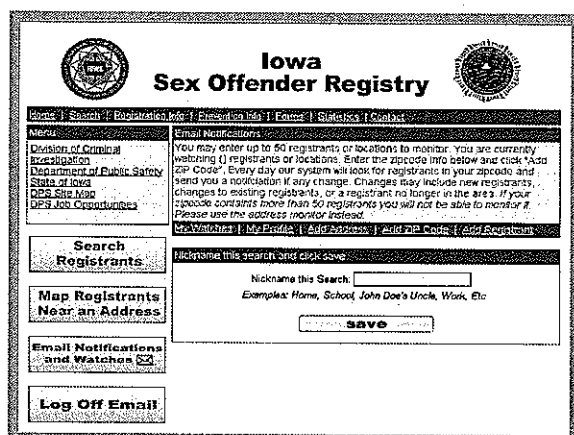 Iowa
Sex Offender Registry
Home | Search | Registration Info | Prevention Info | Forms | Statistics | Contact
Menu
Division of Criminal
Investigation
Department of Public Safety
State of Iowa
DPS Site Map
DPS Job Opportunities
Search
Registrants
Map Registrants
Near an Address
Email Notifications
and Watches
Log Off Email
Email Notifications
You may enter up to 50 registrants or locations to monitor. You are currently
watching () registrants or locations. Enter the zipcode info below and click "Add
ZIP Code". Every day our system will look for registrants in your zipcode and
send you a notification if any change. Changes may include new registrants,
changes to existing registrants, or a registrant no longer in the area. If your
zipcode contains more than 50 registrants you will not be able to monitor it.
Please use the address monitor instead.
My Watches | My Profile | Add Address | Add ZIP Code | Add Registrant
Nickname this search and click save
Nickname this Search:
Examples: Home, School, John Doe's Uncle, Work, Etc
save